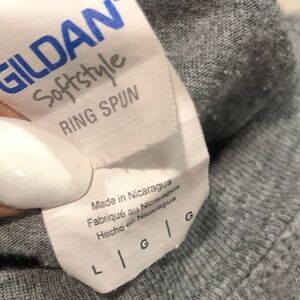 GILDAN
Softstyle
RING SPUN
Made in Nicaragua
Fabriqué au Nicaragua
Hecho en Nicaragua
L | G | G